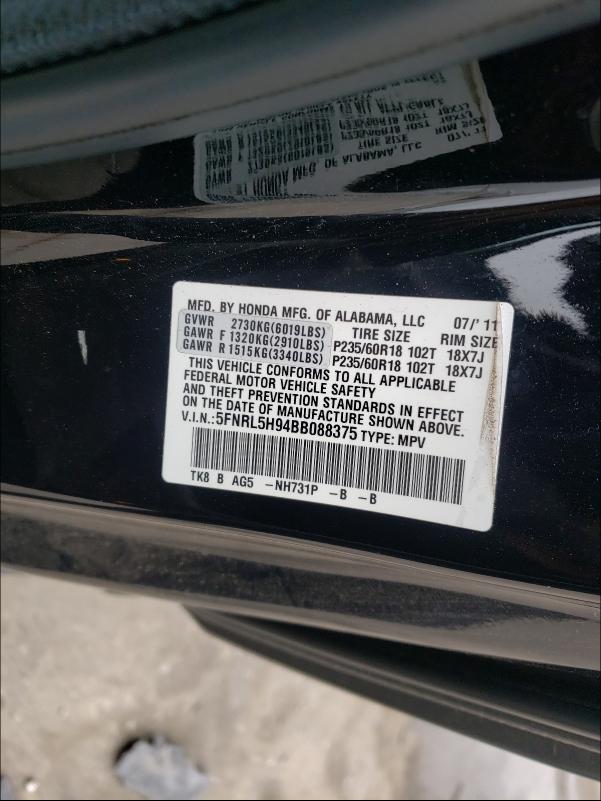 MFD. BY HONDA MFG. OF ALABAMA, LLC 07/'11
GVWR 2730KG(6019LBS) TIRE SIZE RIM SIZE
GAWR F 1320KG(2910LBS) P235/60R18 102T 18X7J
GAWR R 1515KG(3340LBS) P235/60R18 102T 18X7J
THIS VEHICLE CONFORMS TO ALL APPLICABLE
FEDERAL MOTOR VEHICLE SAFETY
AND THEFT PREVENTION STANDARDS IN EFFECT
ON THE DATE OF MANUFACTURE SHOWN ABOVE.
V.I.N.:5FNRL5H94BB088375 TYPE: MPV
TK8 B AG5 -NH731P -B -B